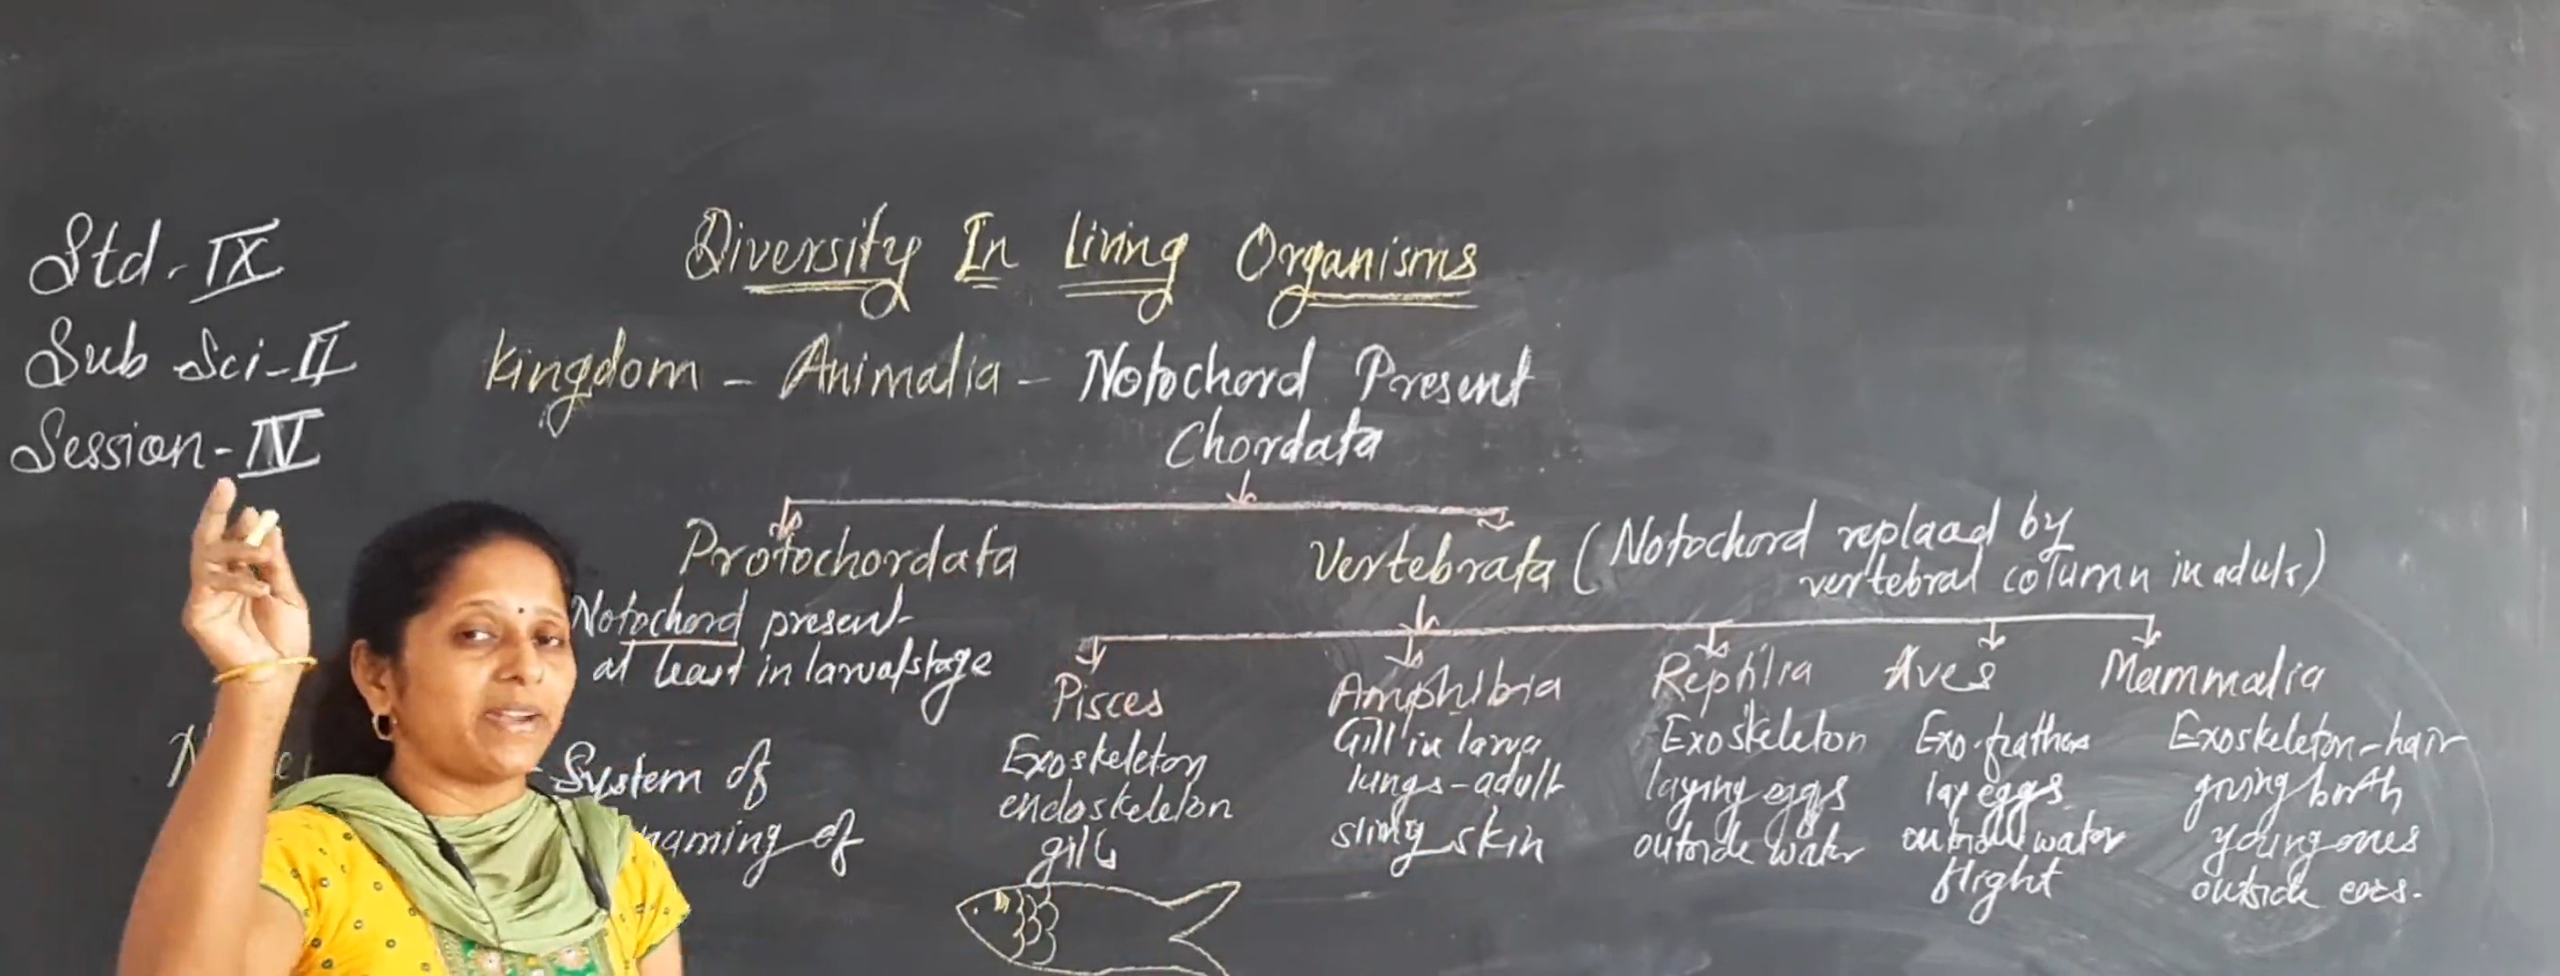 Std. IX
Sub Sci-II
Session-IV
Diversity In Living Organisms
Kingdom - Animalia - Notochord Present
Chordata
Protochordata
Notochord present
at least in larval stage
Vertebrata (Notochord replaced by
vertebral column in adult)
Pisces
Exoskeleton
endoskeleton
gills
Amphibia
Gill in larva
lungs-adult
slimy skin
Reptilia
Exoskeleton
laying eggs
outside water
Aves
Exo-feathers
lay eggs
outside water
flight
Mammalia
Exoskeleton-hair
giving birth
young ones
outside ears.
System of
naming of